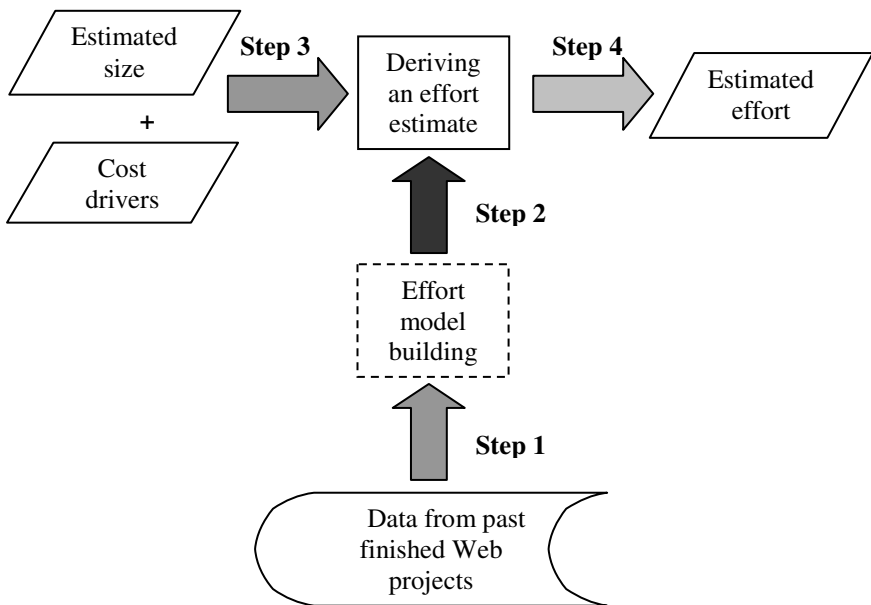 Estimated
size
+
Cost
drivers
Step 3
Deriving
an effort
estimate
Step 4
Estimated
effort
Step 2
Effort
model
building
Step 1
Data from past
finished Web
projects